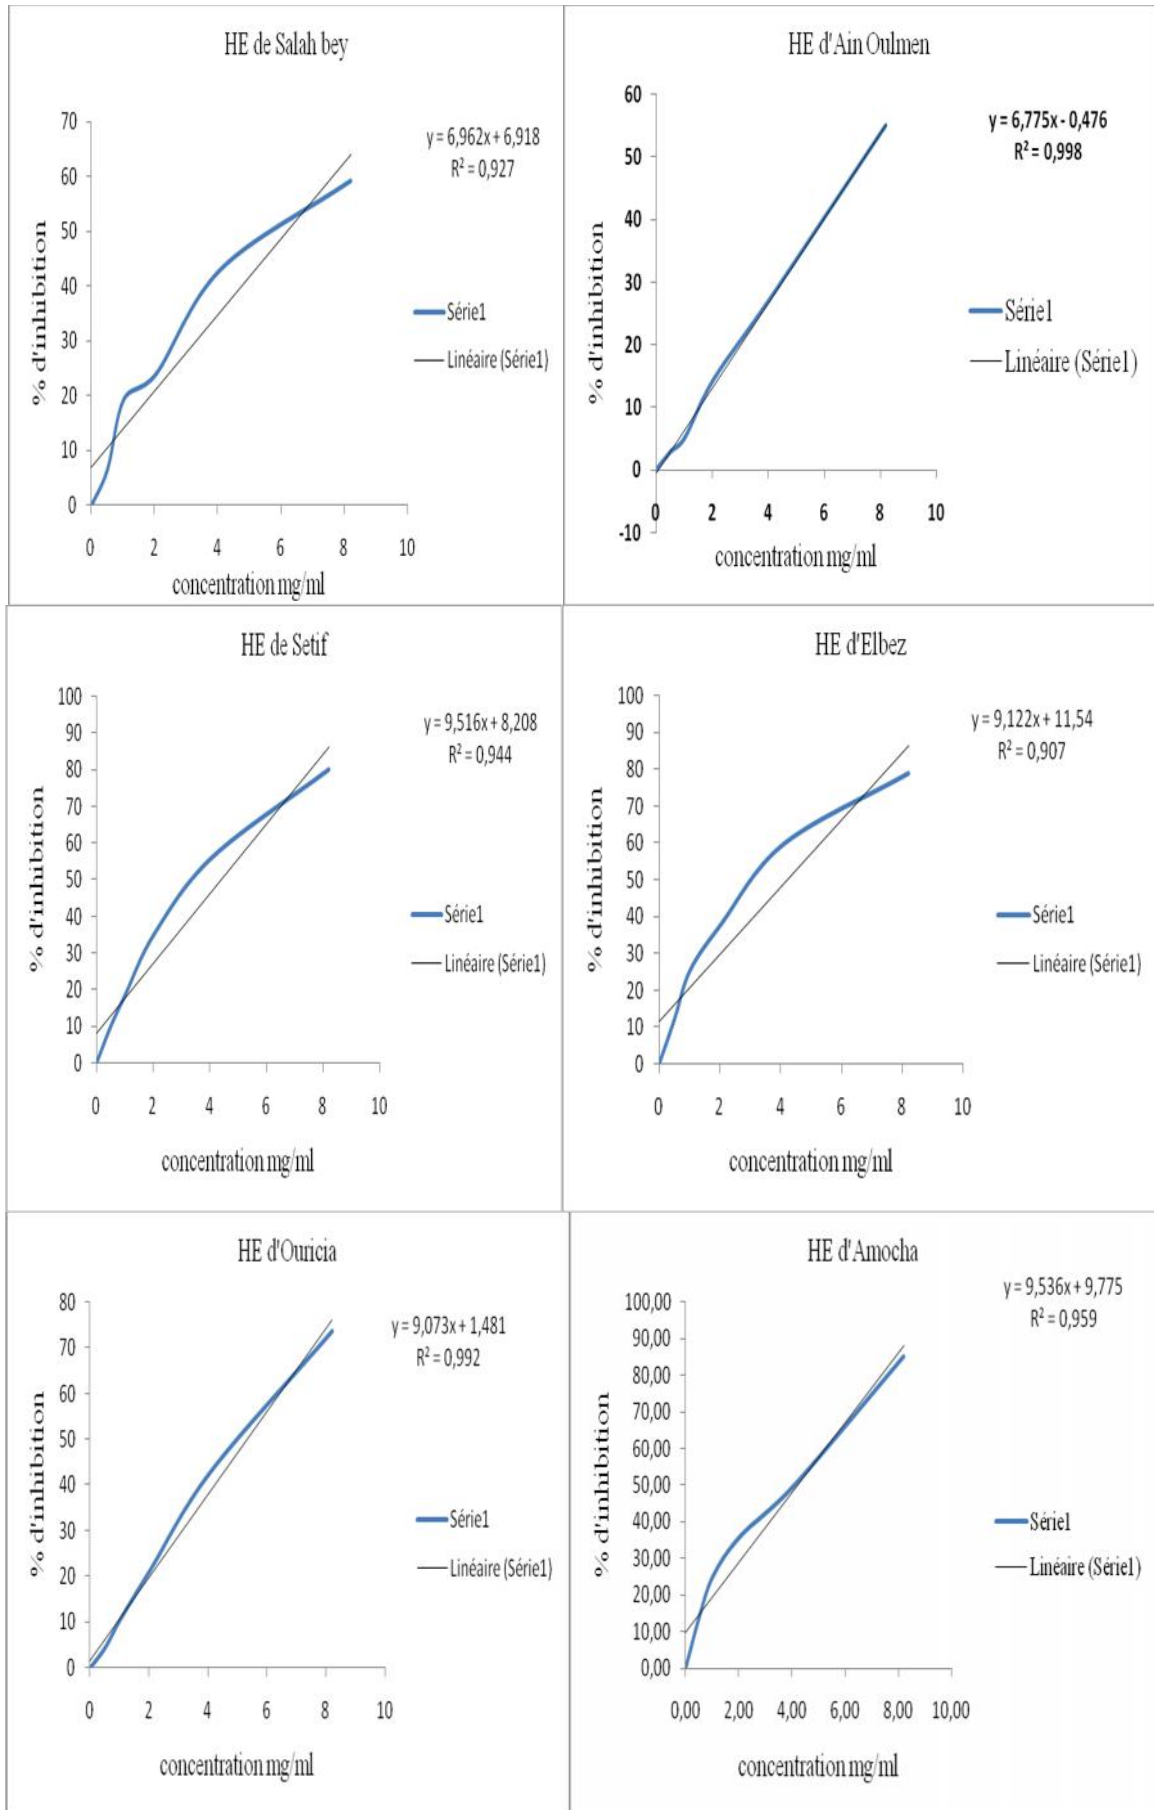 HE de Salah bey
y = 6,962x + 6,918
R² = 0,927
% d'inhibition
70
60
50
40
30
20
10
0
0 2 4 6 8 10
concentration mg/ml
Série1
Linéaire (Série1)
HE d'Ain Oulmen
y = 6,775x - 0,476
R² = 0,998
% d'inhibition
60
50
40
30
20
10
0
-10
0 2 4 6 8 10
concentration mg/ml
Série1
Linéaire (Série1)
HE de Setif
y = 9,516x + 8,208
R² = 0,944
% d'inhibition
100
90
80
70
60
50
40
30
20
10
0
0 2 4 6 8 10
concentration mg/ml
Série1
Linéaire (Série1)
HE d'Elbez
y = 9,122x + 11,54
R² = 0,907
% d'inhibition
100
90
80
70
60
50
40
30
20
10
0
0 2 4 6 8 10
concentration mg/ml
Série1
Linéaire (Série1)
HE d'Ouricia
y = 9,073x + 1,481
R² = 0,992
% d'inhibition
80
70
60
50
40
30
20
10
0
0 2 4 6 8 10
concentration mg/ml
Série1
Linéaire (Série1)
HE d'Amocha
y = 9,536x + 9,775
R² = 0,959
% d'inhibition
100,00
90,00
80,00
70,00
60,00
50,00
40,00
30,00
20,00
10,00
0,00
0,00 2,00 4,00 6,00 8,00 10,00
concentration mg/ml
Série1
Linéaire (Série1)